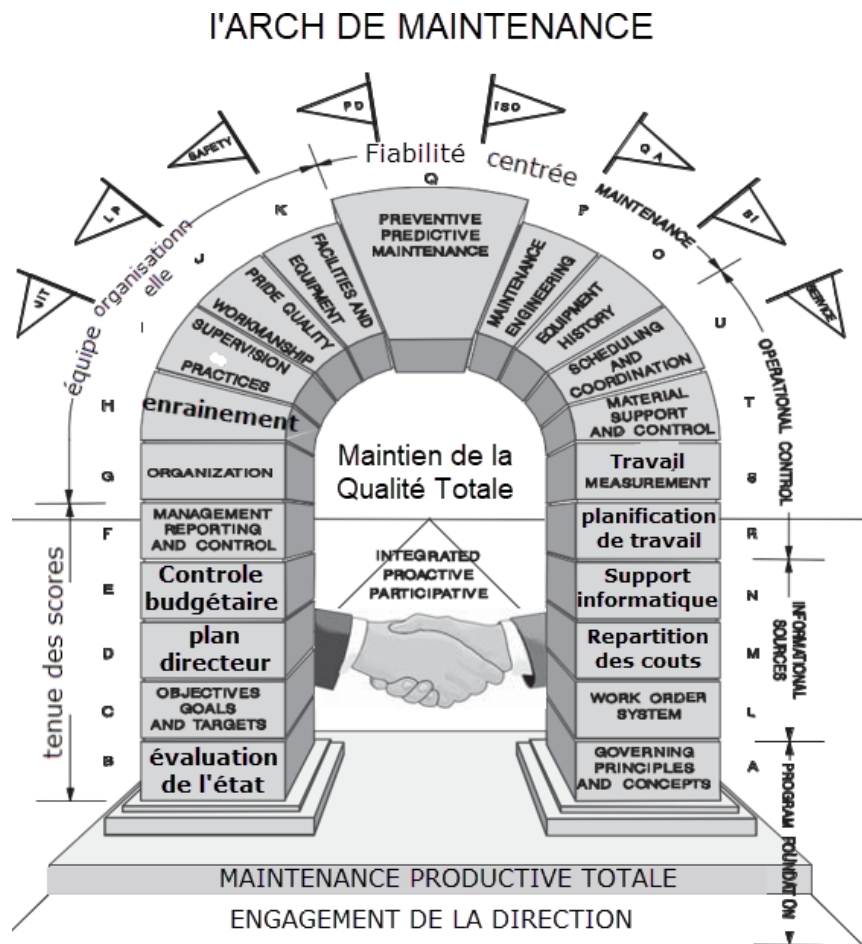 l'ARCH DE MAINTENANCE
JIT
LP
SAFETY
PD
ISO
QA
SI
SERVICE
Fiabilité centrée MAINTENANCE
équipe organisationn
elle
tenue des scores
OPERATIONAL CONTROL
INFORMATIONAL
SOURCES
PROGRAM FOUNDATION
Q
PREVENTIVE
PREDICTIVE
MAINTENANCE
K
FACILITIES AND
EQUIPMENT
J
PRIDE QUALITY
WORKMANSHIP
I
SUPERVISION
PRACTICES
H
enrainement
G
ORGANIZATION
F
MANAGEMENT
REPORTING
AND CONTROL
E
Controle
budgétaire
D
plan
directeur
C
OBJECTIVES
GOALS
AND TARGETS
B
évaluation
de l'état
P
MAINTENANCE
ENGINEERING
O
EQUIPMENT
HISTORY
U
SCHEDULING
AND
COORDINATION
T
MATERIAL
SUPPORT
AND CONTROL
S
Travail
MEASUREMENT
R
planification
de travail
N
Support
informatique
M
Repartition
des couts
L
WORK ORDER
SYSTEM
A
GOVERNING
PRINCIPLES
AND CONCEPTS
Maintien de la
Qualité Totale
INTEGRATED
PROACTIVE
PARTICIPATIVE
MAINTENANCE PRODUCTIVE TOTALE
ENGAGEMENT DE LA DIRECTION